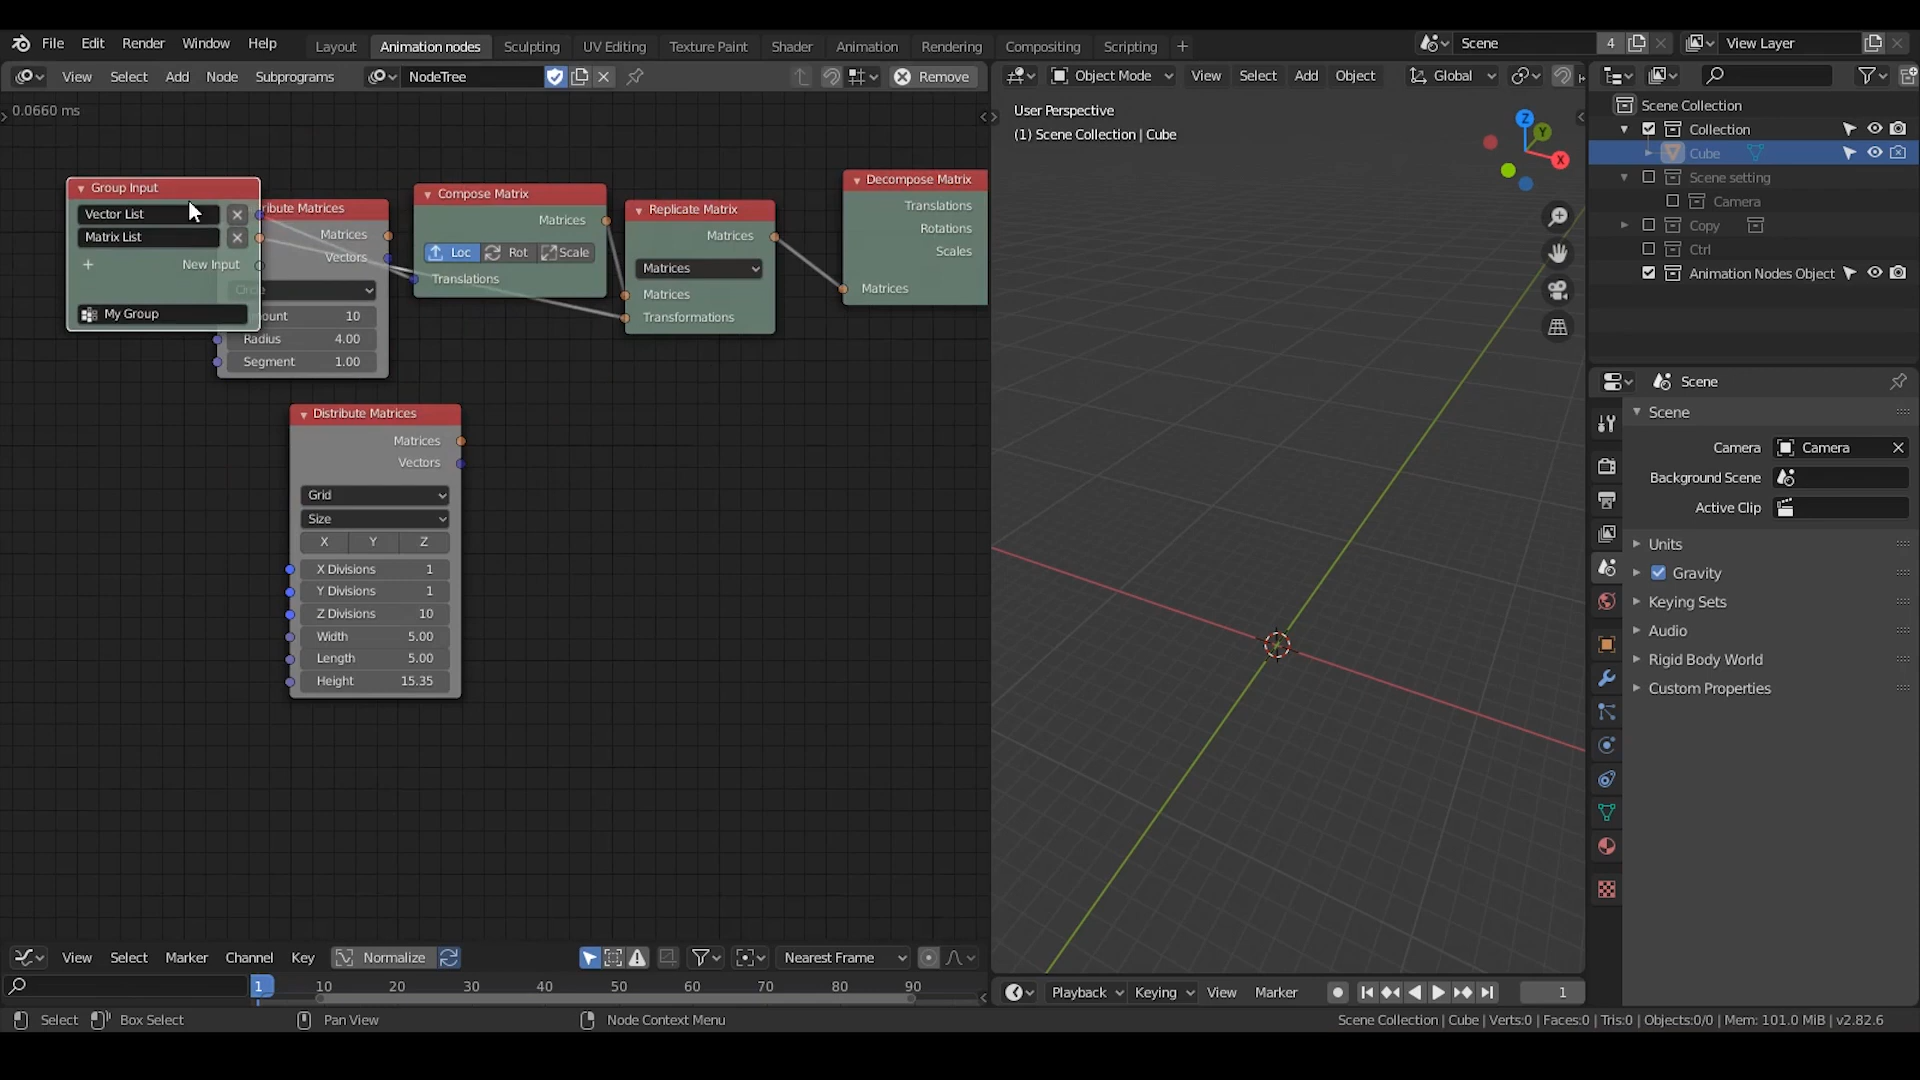 File Edit Render Window Help Layout Animation nodes Sculpting UV Editing Texture Paint Shader Animation Rendering Compositing Scripting Scene 4 View Layer
View Select Add Node Subprograms NodeTree Remove Object Mode View Select Add Object Global
0.0660 ms
User Perspective
(1) Scene Collection | Cube
Group Input
Vector List
Matrix List
New Input
My Group
ribute Matrices
Matrices
Vectors
Circle
ount 10
Radius 4.00
Segment 1.00
Compose Matrix
Matrices
Loc Rot Scale
Translations
Replicate Matrix
Matrices
Matrices
Matrices
Transformations
Decompose Matrix
Translations
Rotations
Scales
Matrices
Distribute Matrices
Matrices
Vectors
Grid
Size
X Y Z
X Divisions 1
Y Divisions 1
Z Divisions 10
Width 5.00
Length 5.00
Height 15.35
Z
Y
X
Scene Collection
Collection
Cube
Scene setting
Camera
Copy
Ctrl
Animation Nodes Object
Scene
Scene
Camera Camera
Background Scene
Active Clip
Units
Gravity
Keying Sets
Audio
Rigid Body World
Custom Properties
View Select Marker Channel Key Normalize Nearest Frame
1 10 20 30 40 50 60 70 80 90
Playback Keying View Marker 1
Select Box Select Pan View Node Context Menu
Scene Collection | Cube | Verts:0 | Faces:0 | Tris:0 | Objects:0/0 | Mem: 101.0 MiB | v2.82.6